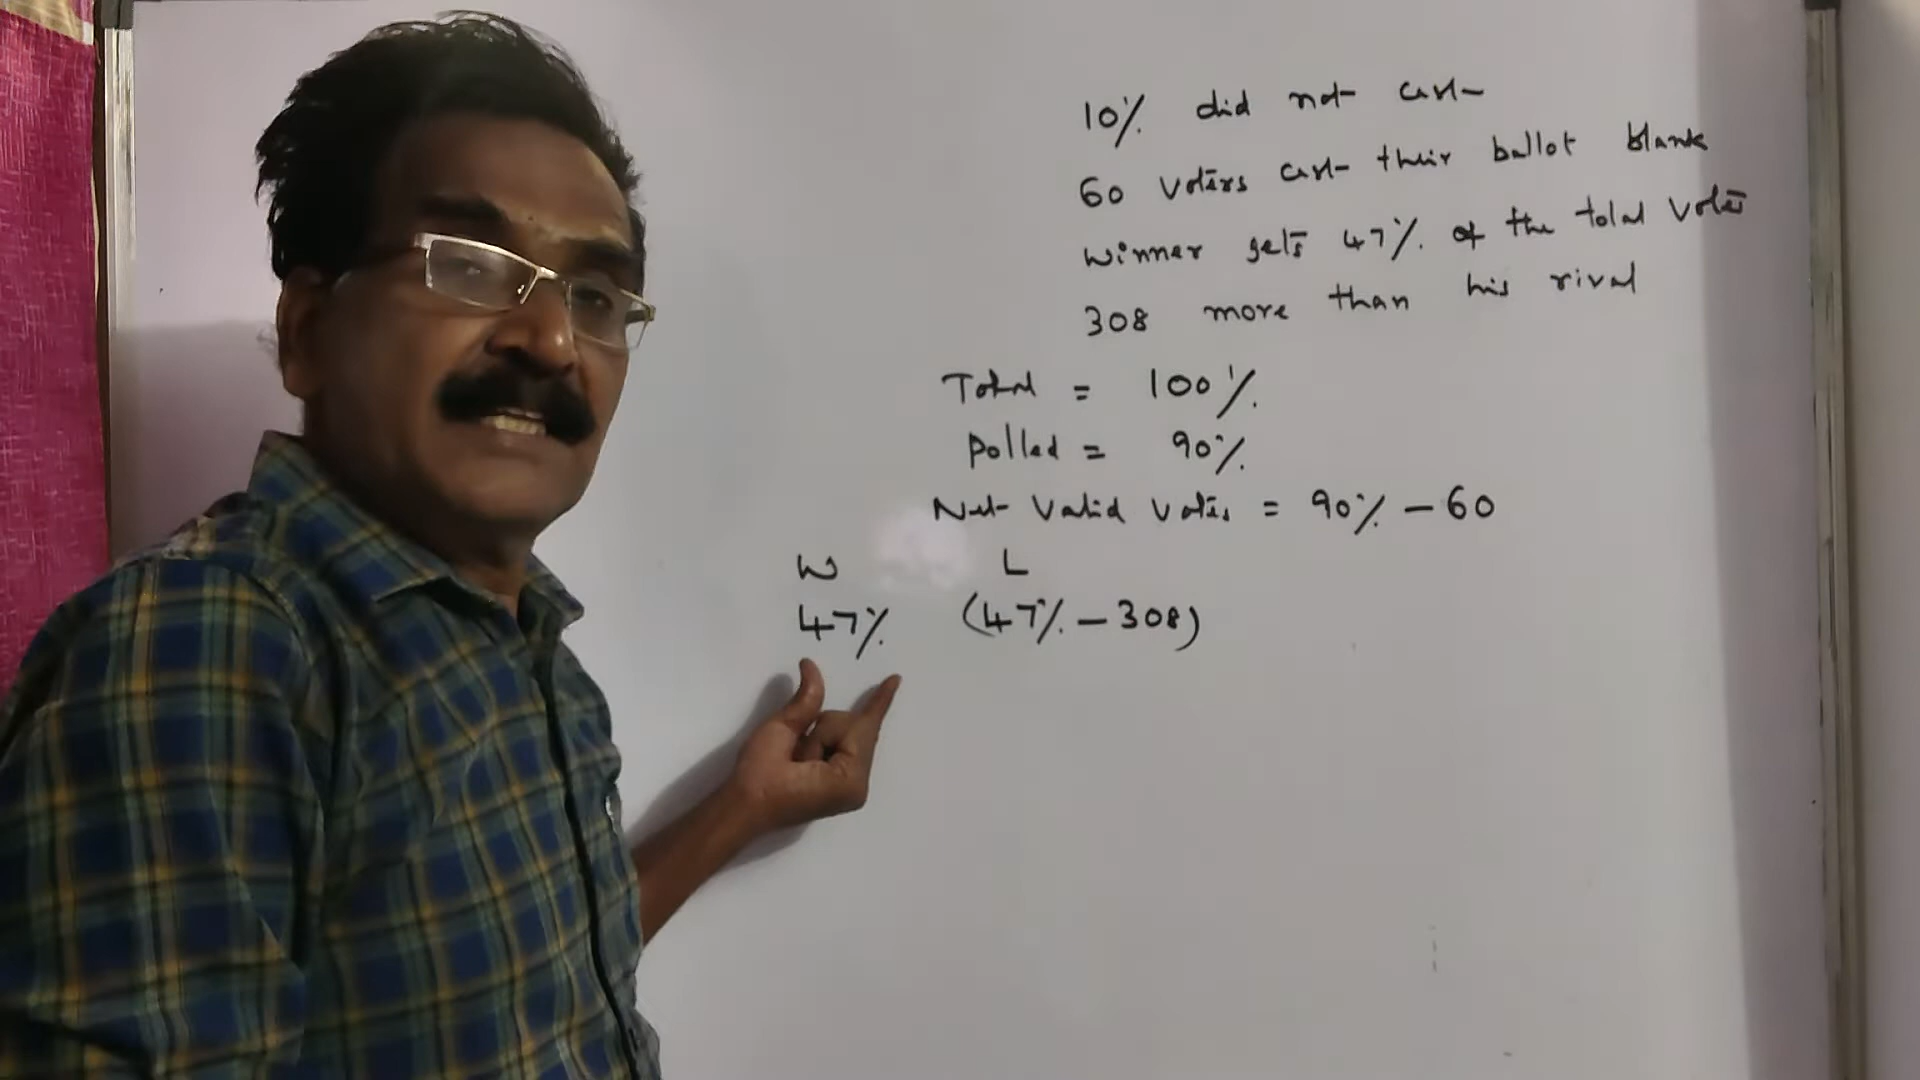 10% did not cast
60 voters cast their ballot blank
winner gets 47% of the total votes
308 more than his rival
Total = 100%
Polled = 90%
Net Valid Votes = 90% - 60
W L
47% (47% - 308)